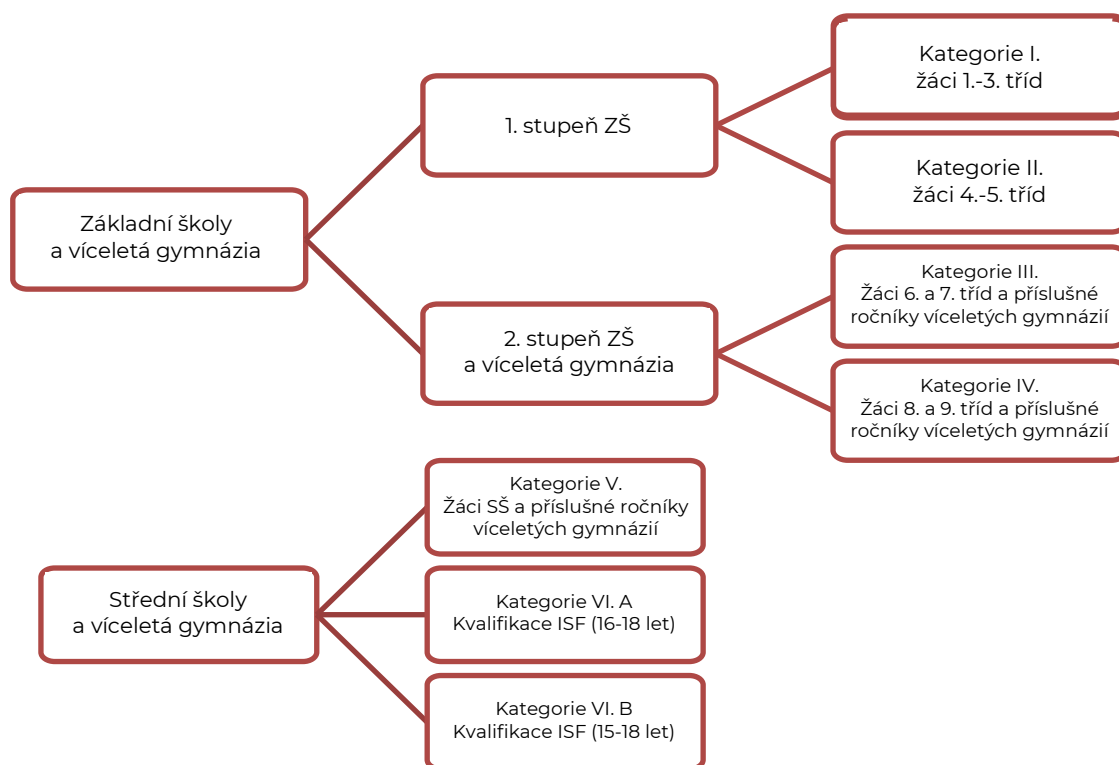 Základní školy
a víceletá gymnázia
1. stupeň ZŠ
Kategorie I.
žáci 1.-3. tříd
Kategorie II.
žáci 4.-5. tříd
2. stupeň ZŠ
a víceletá gymnázia
Kategorie III.
Žáci 6. a 7. tříd a příslušné
ročníky víceletých gymnázií
Kategorie IV.
Žáci 8. a 9. tříd a příslušné
ročníky víceletých gymnázií
Střední školy
a víceletá gymnázia
Kategorie V.
Žáci SŠ a příslušné ročníky
víceletých gymnázií
Kategorie VI. A
Kvalifikace ISF (16-18 let)
Kategorie VI. B
Kvalifikace ISF (15-18 let)